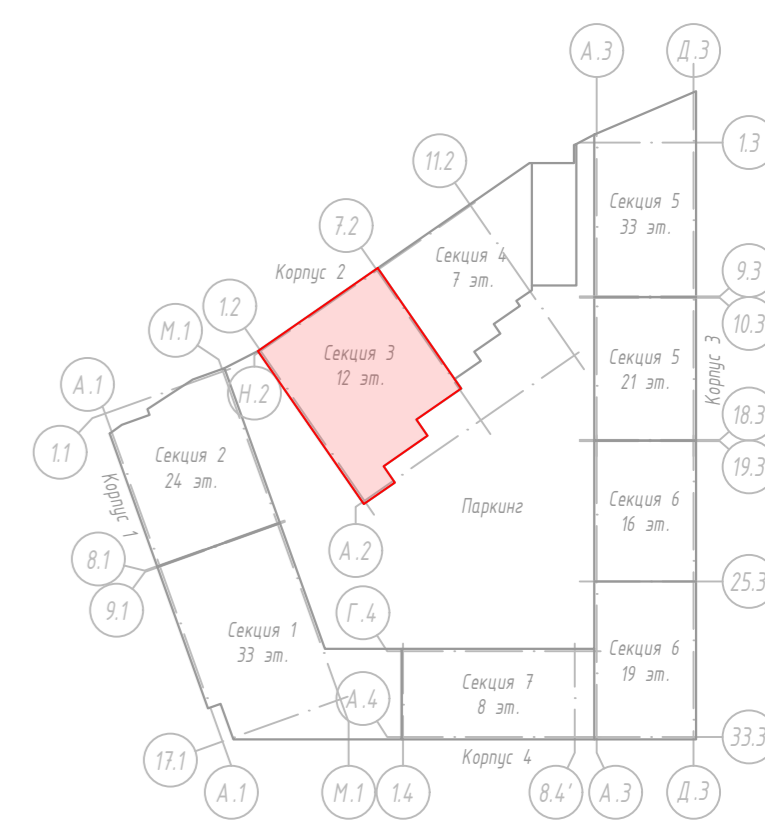 А.3
Д.3
1.3
11.2
Секция 5
33 эт.
7.2
Секция 4
7 эт.
Корпус 2
9.3
1.2
10.3
М.1
Секция 3
12 эт.
Секция 5
21 эт.
Корпус 3
А.1
Н.2
18.3
1.1
Секция 2
24 эт.
19.3
Корпус 1
Паркинг
Секция 6
16 эт.
А.2
8.1
25.3
9.1
Г.4
Секция 1
33 эт.
Секция 6
19 эт.
Секция 7
8 эт.
А.4
33.3
17.1
Корпус 4
А.1
М.1
1.4
8.4'
А.3
Д.3